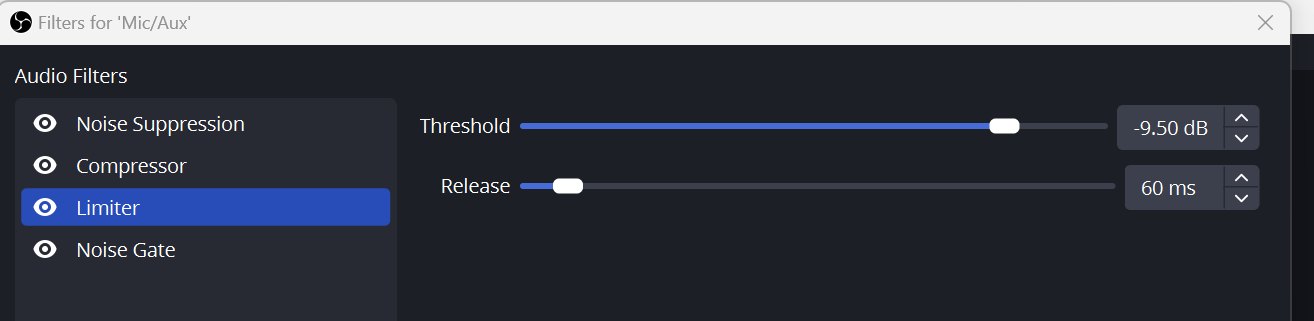 Filters for 'Mic/Aux'
Audio Filters
Noise Suppression
Compressor
Limiter
Noise Gate
Threshold -9.50 dB
Release 60 ms